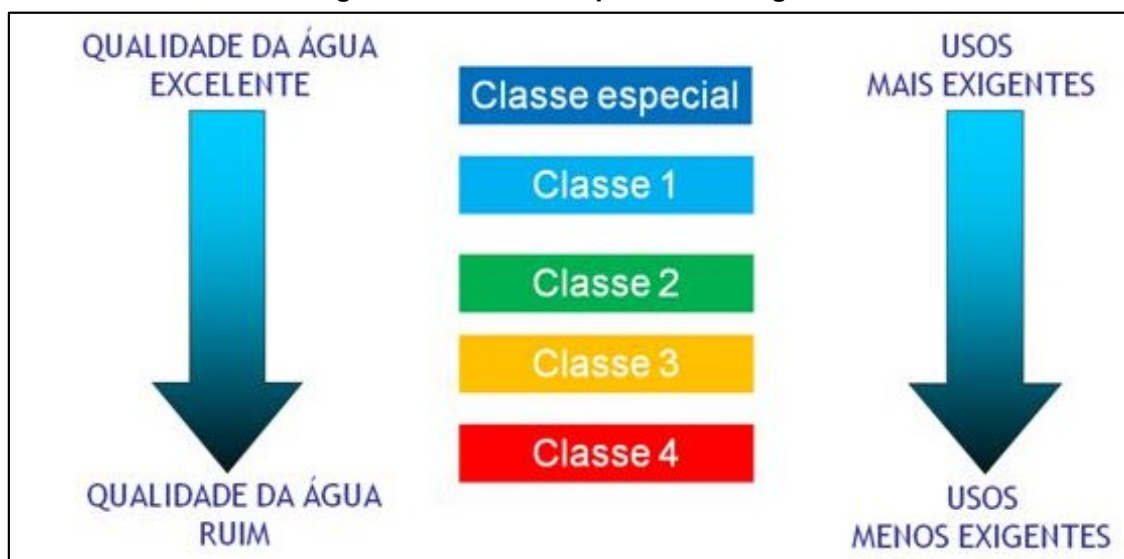 QUALIDADE DA ÁGUA
EXCELENTE
USOS
MAIS EXIGENTES
Classe especial
Classe 1
Classe 2
Classe 3
Classe 4
QUALIDADE DA ÁGUA
RUIM
USOS
MENOS EXIGENTES